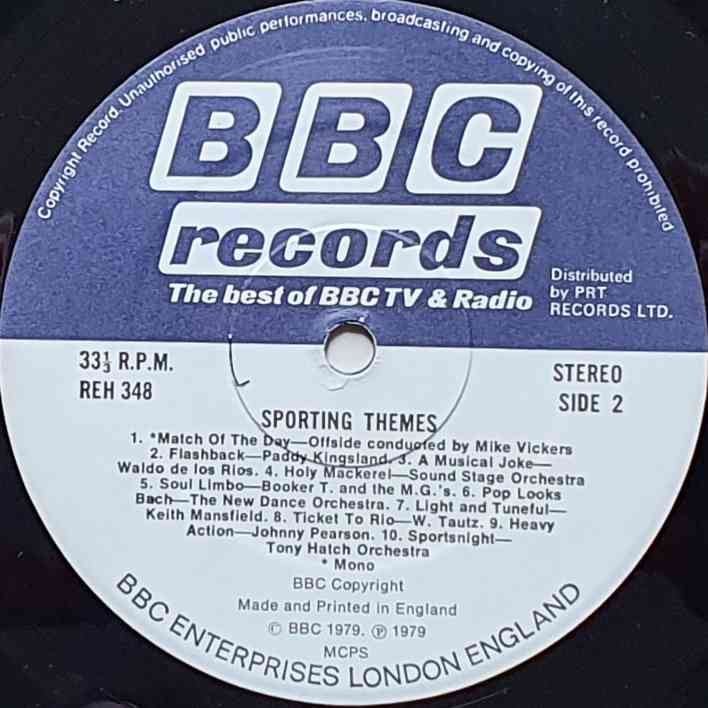 Copyright Record. Unauthorised public performances, broadcasting and copying of this record prohibited
BBC
records
The best of BBC TV & Radio
Distributed
by PRT
RECORDS LTD.
33⅓ R.P.M.
REH 348
STEREO
SIDE 2
SPORTING THEMES
1. *Match Of The Day—Offside conducted by Mike Vickers
2. Flashback—Paddy Kingsland. 3. A Musical Joke—
Waldo de los Rios. 4. Holy Mackerel—Sound Stage Orchestra
5. Soul Limbo—Booker T. and the M.G.'s. 6. Pop Looks
Bach—The New Dance Orchestra. 7. Light and Tuneful—
Keith Mansfield. 8. Ticket To Rio—W. Tautz. 9. Heavy
Action—Johnny Pearson. 10. Sportsnight—
Tony Hatch Orchestra
* Mono
BBC Copyright
Made and Printed in England
© BBC 1979. ℗ 1979
MCPS
BBC ENTERPRISES LONDON ENGLAND